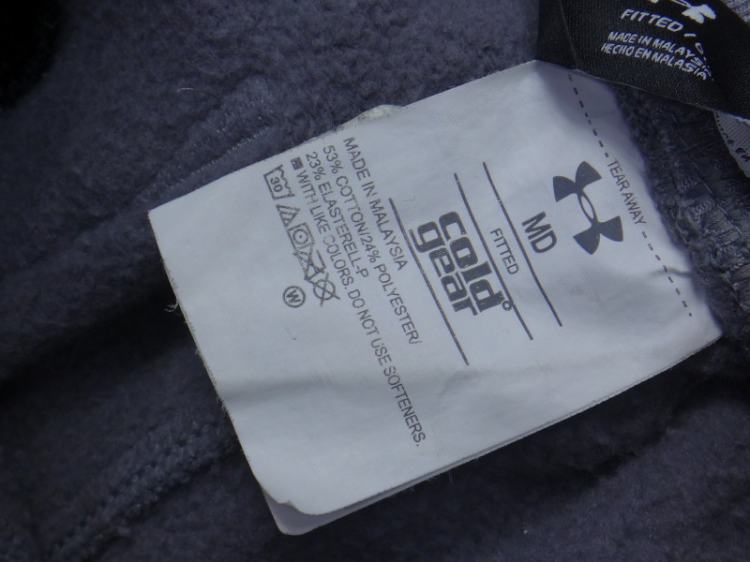 FITTED / 
MADE IN MALAYSIA
HECHO EN MALASIA
TEAR AWAY
MD
FITTED
cold
gear
MADE IN MALAYSIA
53% COTTON/24% POLYESTER/
23% ELASTERELL-P
WITH LIKE COLORS. DO NOT USE SOFTENERS.
30
W